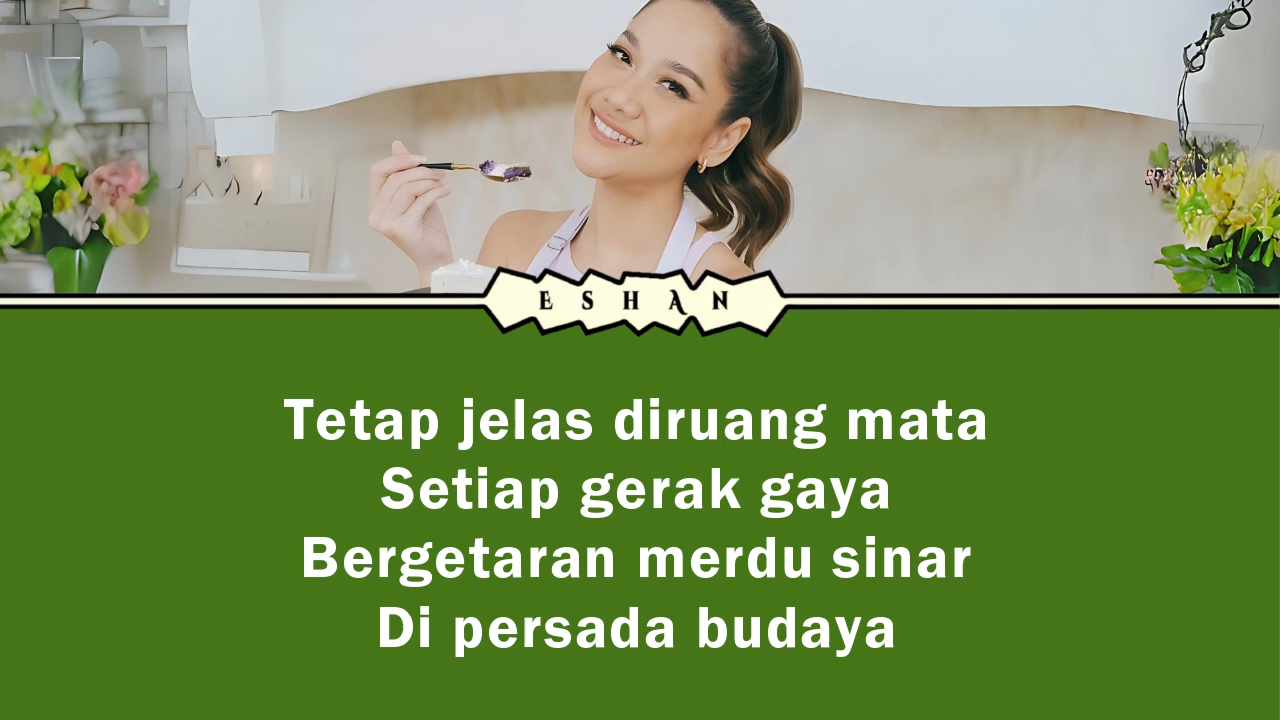 ESHAN
Tetap jelas diruang mata
Setiap gerak gaya
Bergetaran merdu sinar
Di persada budaya